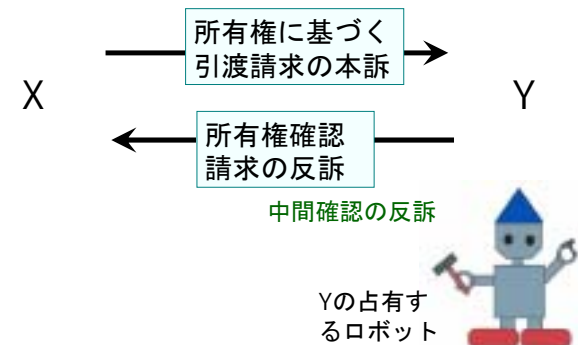 所有権に基づく
引渡請求の本訴
X
Y
所有権確認
請求の反訴
中間確認の反訴
Yの占有す
るロボット